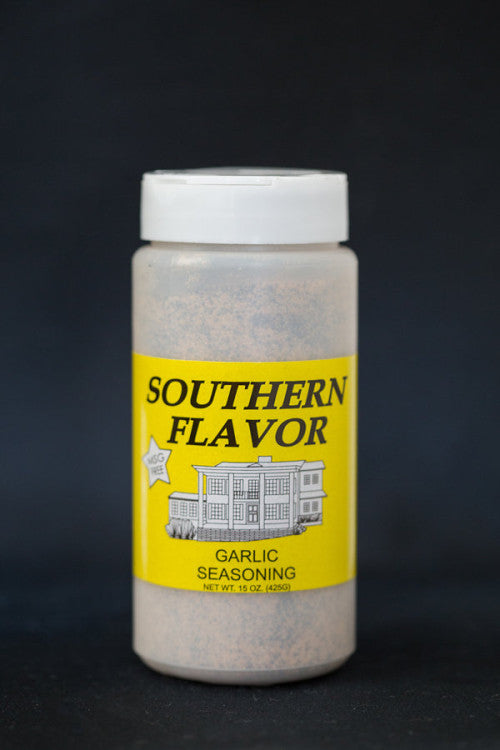 SOUTHERN
FLAVOR
MSG
FREE
GARLIC
SEASONING
NET WT. 15 OZ. (425G)